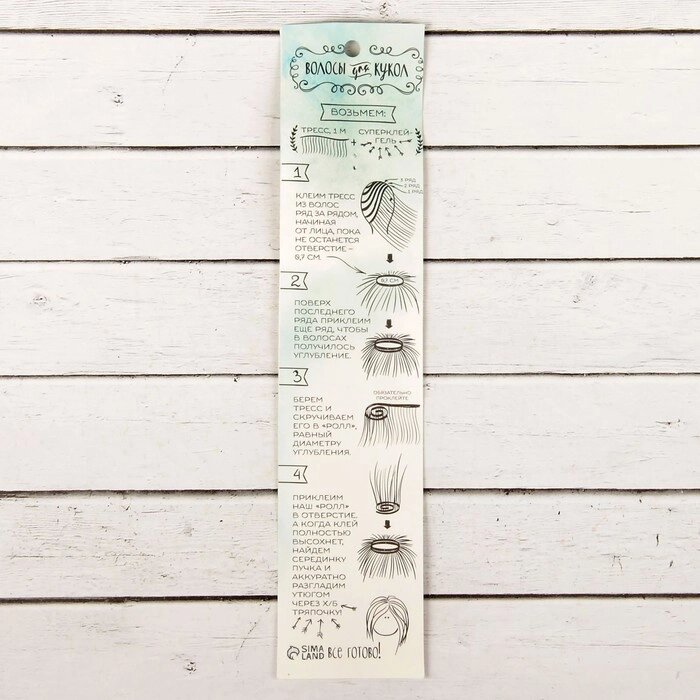 ВОЛОСЫ для КУКОЛ
ВОЗЬМЕМ:
ТРЕСС, 1 М + СУПЕРКЛЕЙ-
ГЕЛЬ
1
КЛЕИМ ТРЕСС
ИЗ ВОЛОС
РЯД ЗА РЯДОМ,
НАЧИНАЯ
ОТ ЛИЦА, ПОКА
НЕ ОСТАНЕТСЯ
ОТВЕРСТИЕ –
0,7 СМ.
3 РЯД
2 РЯД
1 РЯД
0,7 СМ
2
ПОВЕРХ
ПОСЛЕДНЕГО
РЯДА ПРИКЛЕИМ
ЕЩЕ РЯД, ЧТОБЫ
В ВОЛОСАХ
ПОЛУЧИЛОСЬ
УГЛУБЛЕНИЕ.
3
БЕРЕМ
ТРЕСС И
СКРУЧИВАЕМ
ЕГО В «РОЛЛ»,
РАВНЫЙ
ДИАМЕТРУ
УГЛУБЛЕНИЯ.
ОБЯЗАТЕЛЬНО
ПРОКЛЕЙТЕ
4
ПРИКЛЕИМ
НАШ «РОЛЛ»
В ОТВЕРСТИЕ.
А КОГДА КЛЕЙ
ПОЛНОСТЬЮ
ВЫСОХНЕТ,
НАЙДЕМ
СЕРЕДИНКУ
ПУЧКА И
АККУРАТНО
РАЗГЛАДИМ
УТЮГОМ
ЧЕРЕЗ Х/Б
ТРЯПОЧКУ!
SIMA
LAND
ВСЕ ГОТОВО!